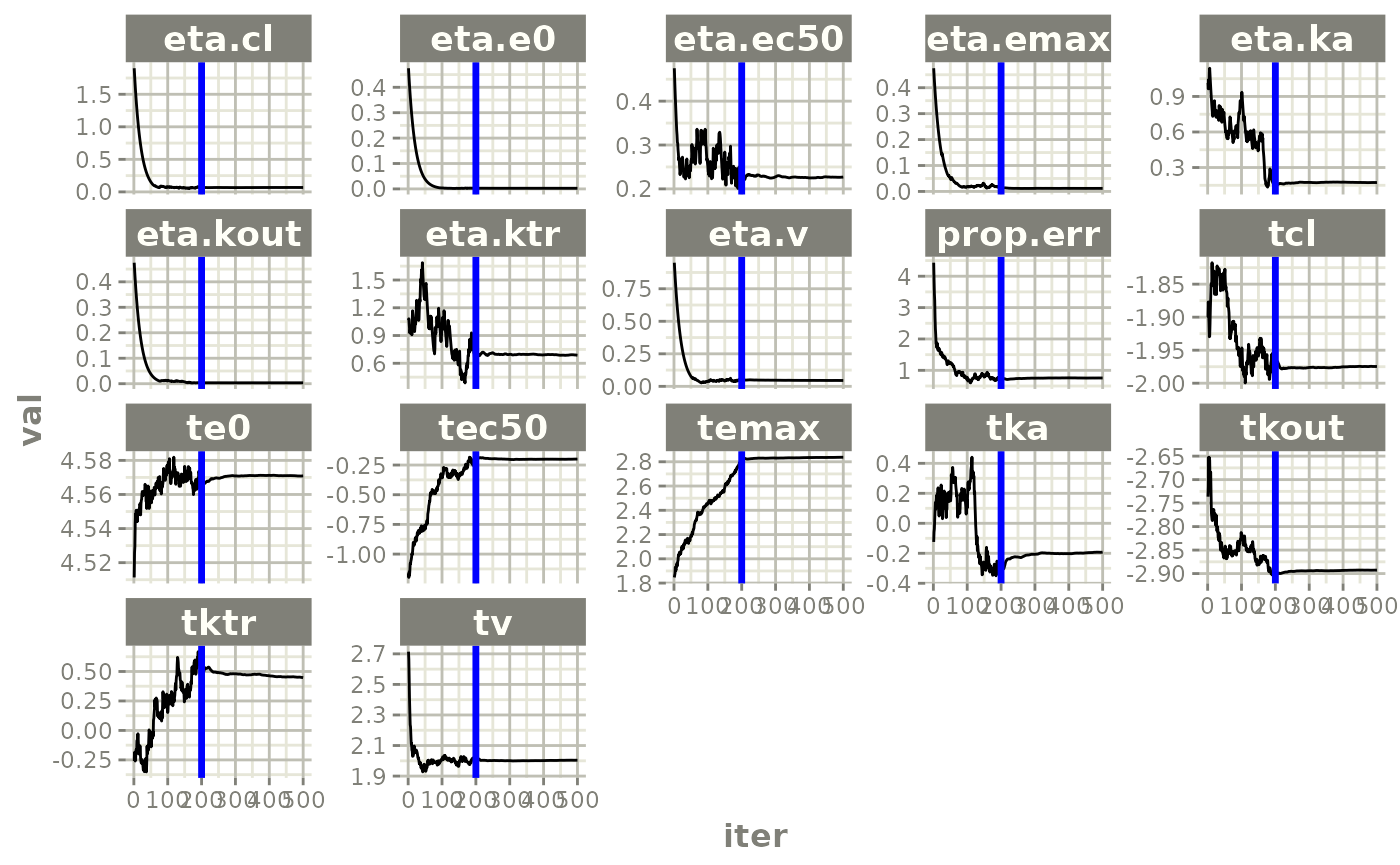 eta.cl eta.e0 eta.ec50 eta.emax eta.ka
1.5 1.0 0.5 0.0
0.4 0.3 0.2 0.1 0.0
0.4 0.3 0.2
0.4 0.3 0.2 0.1 0.0
0.9 0.6 0.3
eta.kout eta.ktr eta.v prop.err tcl
0.4 0.3 0.2 0.1 0.0
1.5 1.2 0.9 0.6
0.75 0.50 0.25 0.00
4 3 2 1
-1.85 -1.90 -1.95 -2.00
val
te0 tec50 temax tka tkout
4.58 4.56 4.54 4.52
-0.25 -0.50 -0.75 -1.00
2.8 2.6 2.4 2.2 2.0 1.8
0.4 0.2 0.0 -0.2 -0.4
-2.65 -2.70 -2.75 -2.80 -2.85 -2.90
0 100 200 300 400 500
0 100 200 300 400 500
0 100 200 300 400 500
tktr tv
0.50 0.25 0.00 -0.25
2.7 2.5 2.3 2.1 1.9
0 100 200 300 400 500
0 100 200 300 400 500
iter